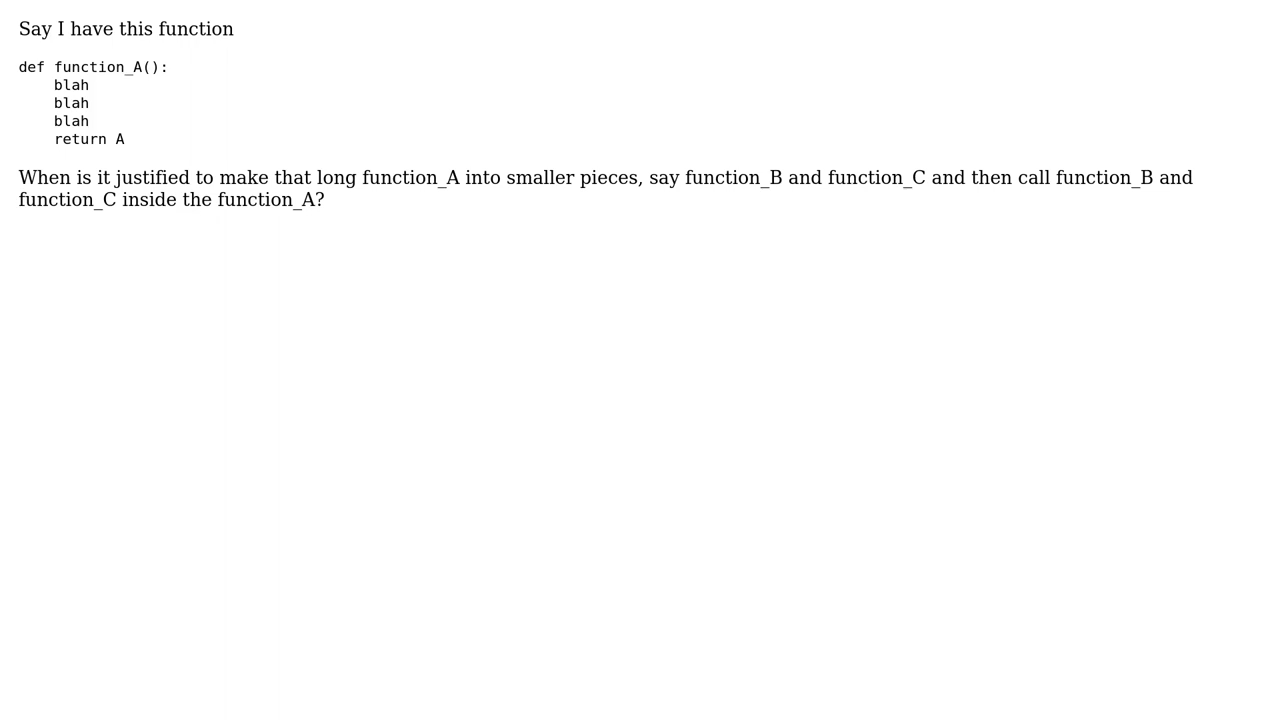 Say I have this function
def function_A():
    blah
    blah
    blah
    return A
When is it justified to make that long function_A into smaller pieces, say function_B and function_C and then call function_B and
function_C inside the function_A?